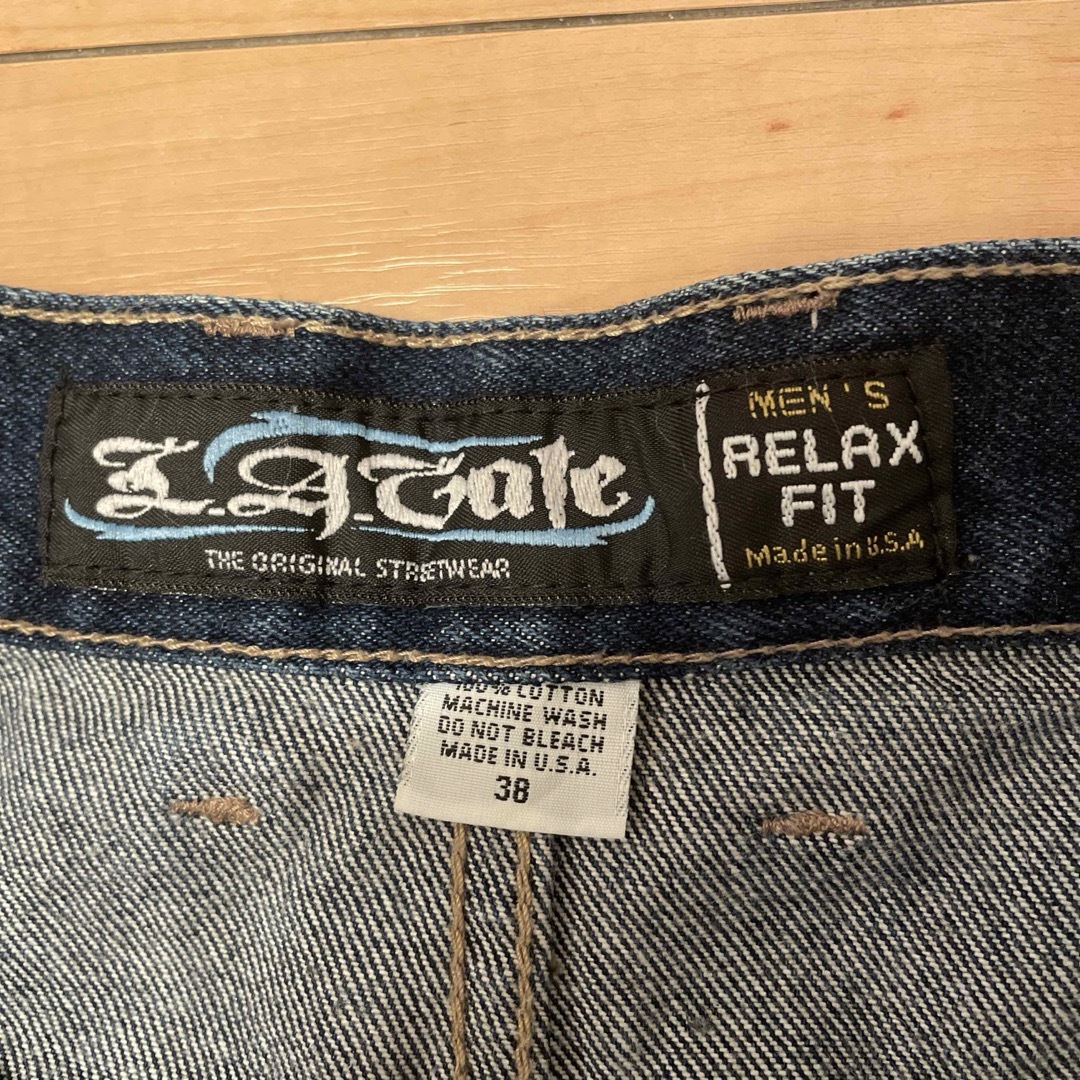 L.A.Gate
THE ORIGINAL STREETWEAR
MEN'S
RELAX
FIT
Made in U.S.A
100% COTTON
MACHINE WASH
DO NOT BLEACH
MADE IN U.S.A.
38